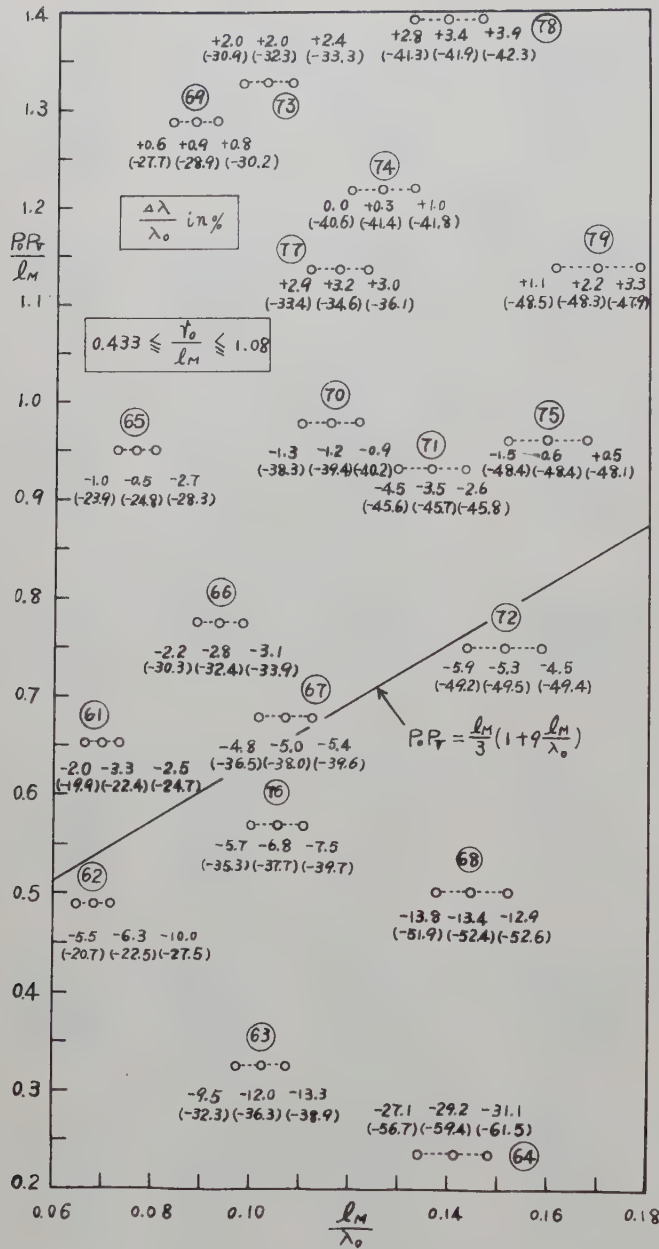 1.4
+2.0 +2.0 +2.4
(-30.9) (-32.3) (-33.3)
+2.8 +3.4 +3.9
(-41.3) (-41.9) (-42.3)
78
69
73
1.3
+0.6 +0.9 +0.8
(-27.7) (-28.9) (-30.2)
74
1.2
Δλ/λ₀ in %
0.0 +0.3 +1.0
(-40.6) (-41.4) (-41.8)
P₀Pᵣ/l_M
77
79
1.1
+2.9 +3.2 +3.0
(-33.4) (-34.6) (-36.1)
+1.1 +2.2 +3.3
(-48.5) (-48.3) (-47.9)
0.433 ≦ r₀/l_M ≦ 1.08
1.0
65
70
71
75
-1.0 -0.5 -2.7
(-23.9) (-24.8) (-28.3)
-1.3 -1.2 -0.9
(-38.3) (-39.4) (-40.2)
-4.5 -3.5 -2.6
(-45.6) (-45.7) (-45.8)
-1.5 -0.6 +0.5
(-48.4) (-48.4) (-48.1)
0.9
0.8
66
72
-2.2 -2.8 -3.1
(-30.3) (-32.4) (-33.9)
-5.9 -5.3 -4.5
(-49.2) (-49.5) (-49.4)
0.7
61
67
-2.0 -3.3 -2.5
(-19.9) (-22.4) (-24.7)
-4.8 -5.0 -5.4
(-36.5) (-38.0) (-39.6)
P₀Pᵣ = l_M/3 (1+9 l_M/λ₀)
0.6
76
-5.7 -6.8 -7.5
(-35.3) (-37.7) (-39.7)
0.5
62
68
-5.5 -6.3 -10.0
(-20.7) (-22.5) (-27.5)
-13.8 -13.4 -12.9
(-51.9) (-52.4) (-52.6)
0.4
63
0.3
-9.5 -12.0 -13.3
(-32.3) (-36.3) (-38.9)
-27.1 -29.2 -31.1
(-56.7) (-59.4) (-61.5)
64
0.2
0.06 0.08 0.10 l_M/λ₀ 0.14 0.16 0.18